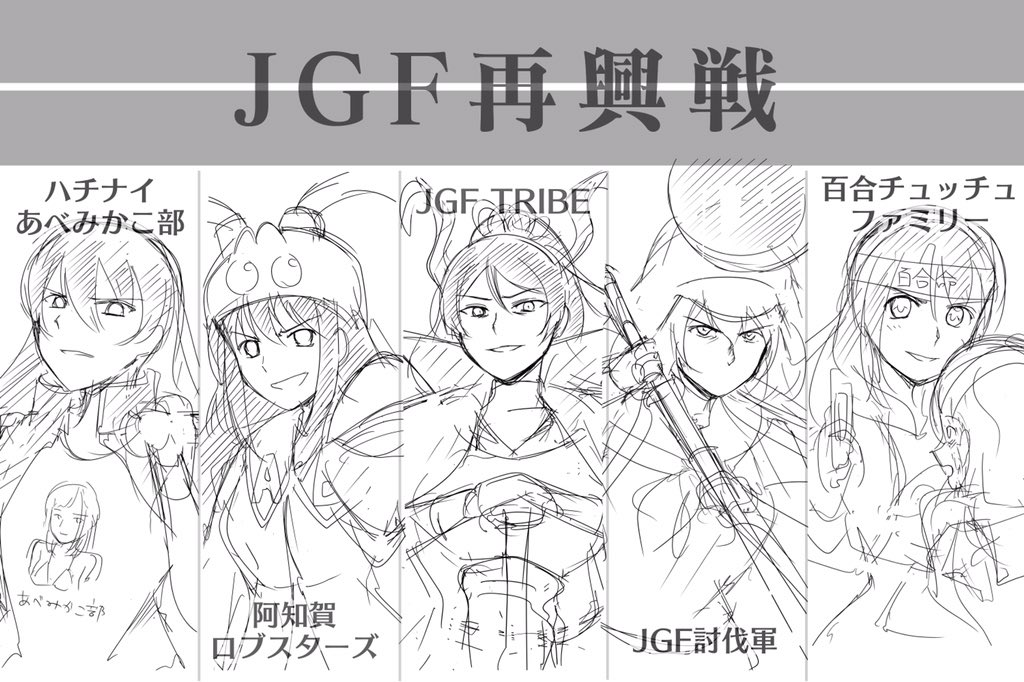 JGF再興戦
ハチナイ
あべみかこ部
阿知賀
ロブスターズ
JGF TRIBE
JGF討伐軍
百合チュッチュ
ファミリー
百合命
A
あべみかこ部